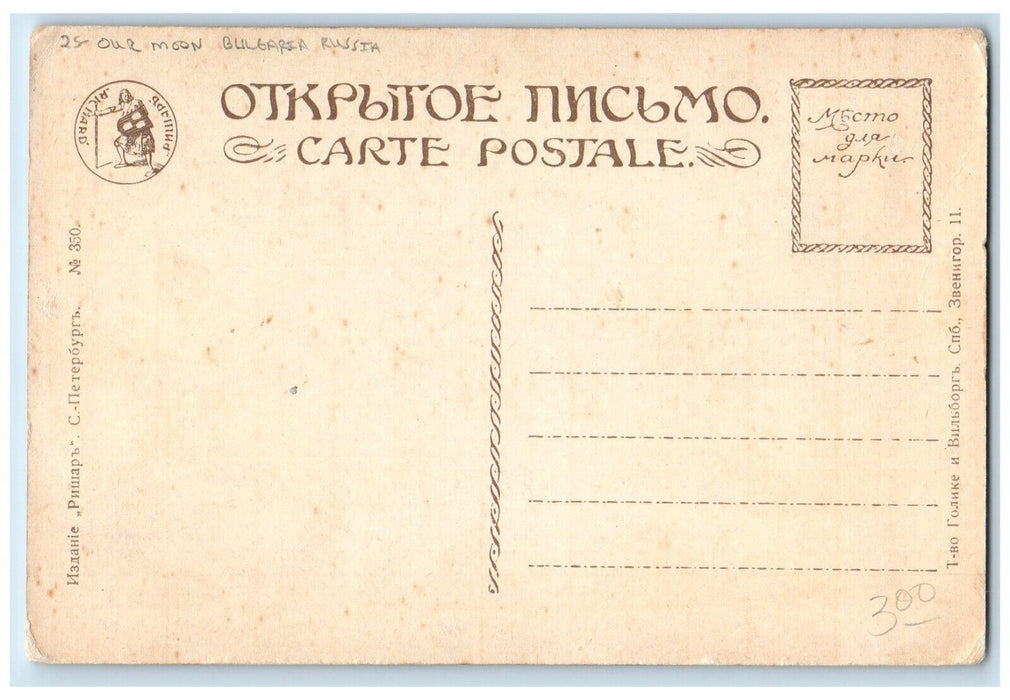 25 OUR MOON BULGARIA RUSSIA
RICHARD РИШАРЪ
ОТКРЫТОЕ ПИСЬМО.
CARTE POSTALE.
Мѣсто
для
марки
Изданіе „Ришаръ“. С.-Петербургъ. № 350.
Т-во Голике и Вильборгъ. Спб., Звенигор. 11.
300